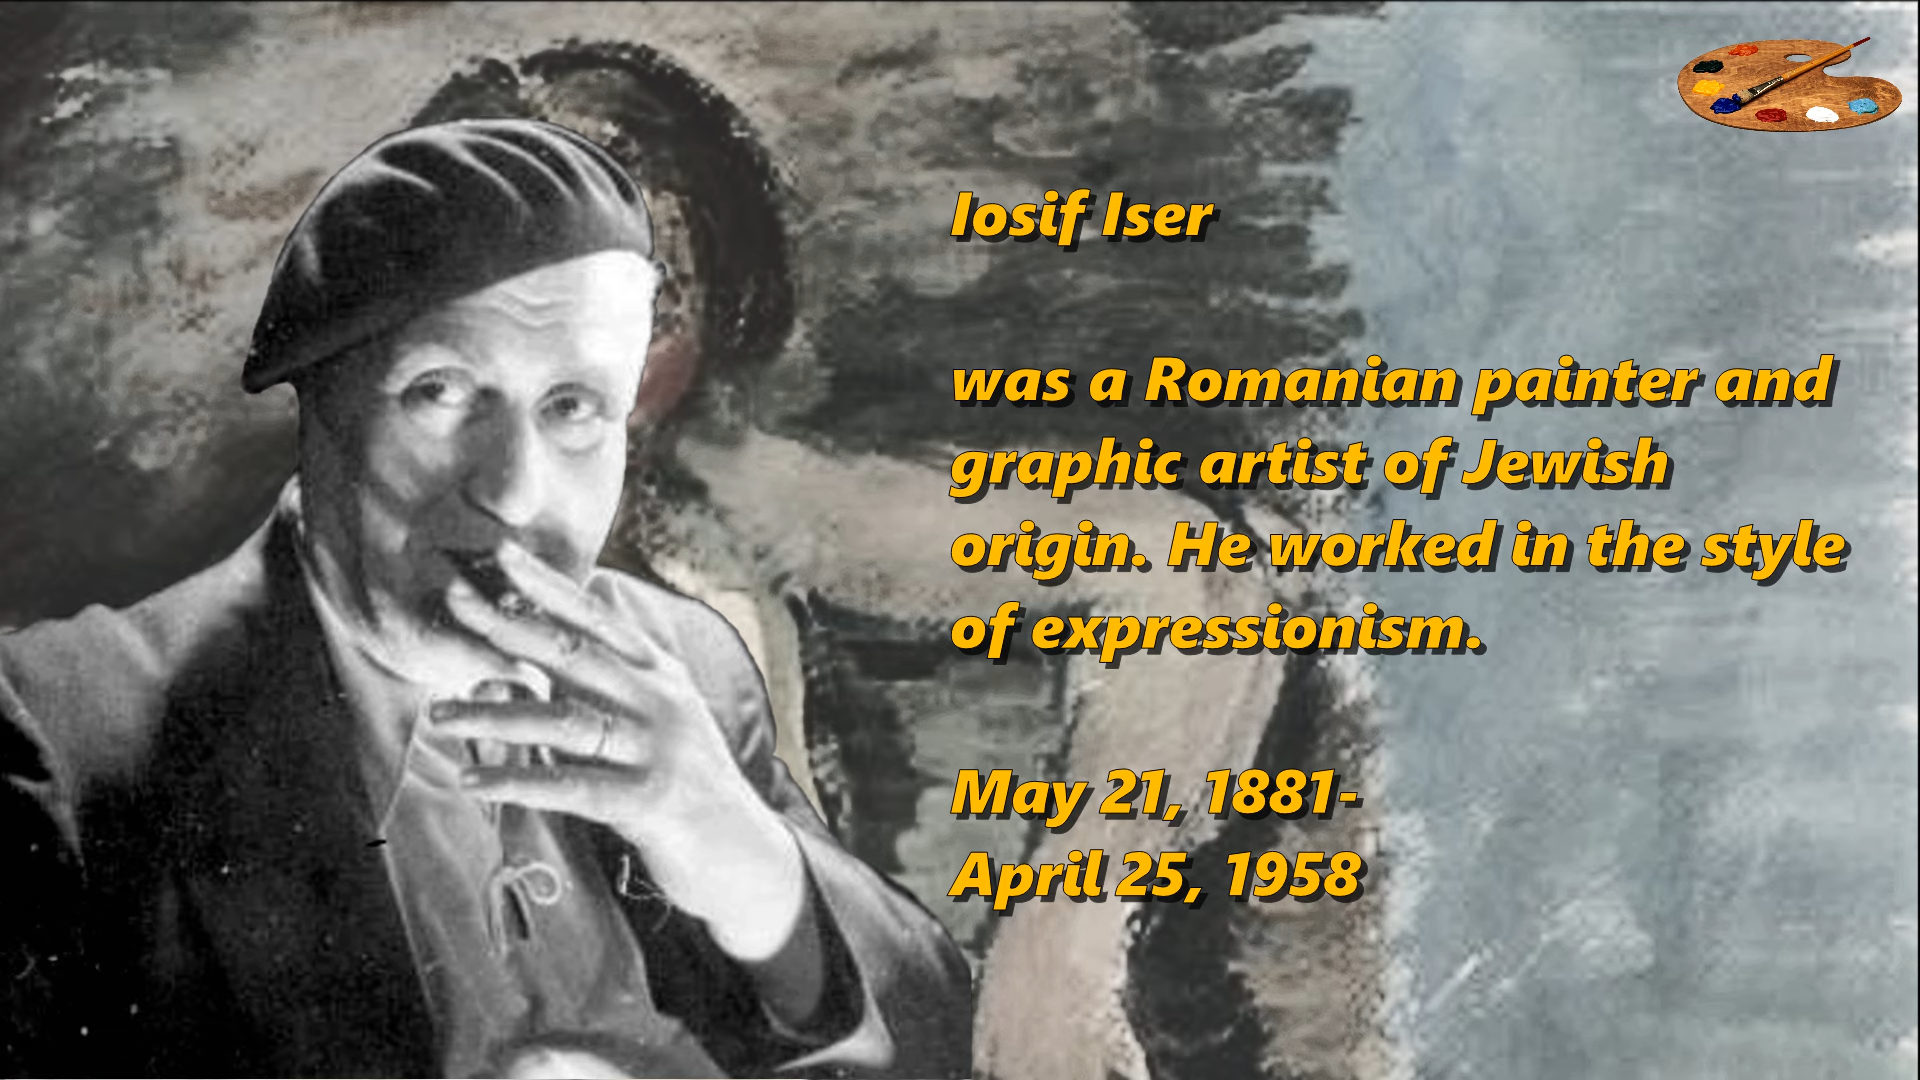 Iosif Iser
was a Romanian painter and
graphic artist of Jewish
origin. He worked in the style
of expressionism.
May 21, 1881-
April 25, 1958